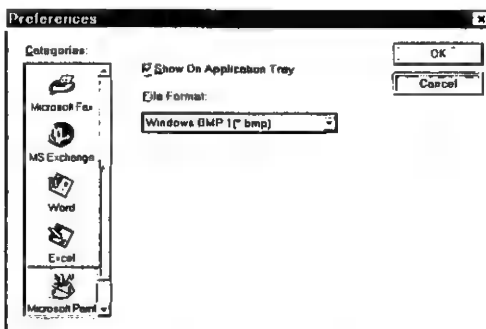 Preferences
Categories:
Microsoft Fax
MS Exchange
Word
Excel
Microsoft Paint
Show On Application Tray
File Format:
Windows BMP 1(*.bmp)
OK
Cancel